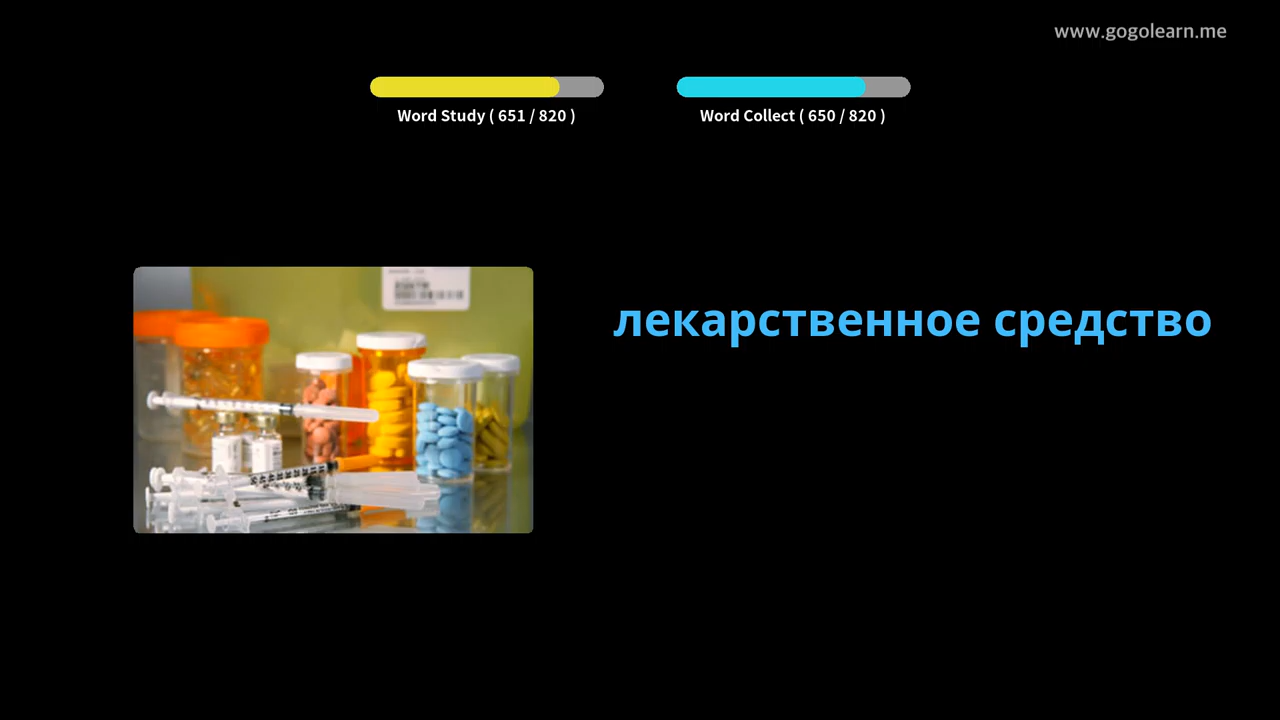 www.gogolearn.me
Word Study ( 651 / 820 )
Word Collect ( 650 / 820 )
лекарственное средство